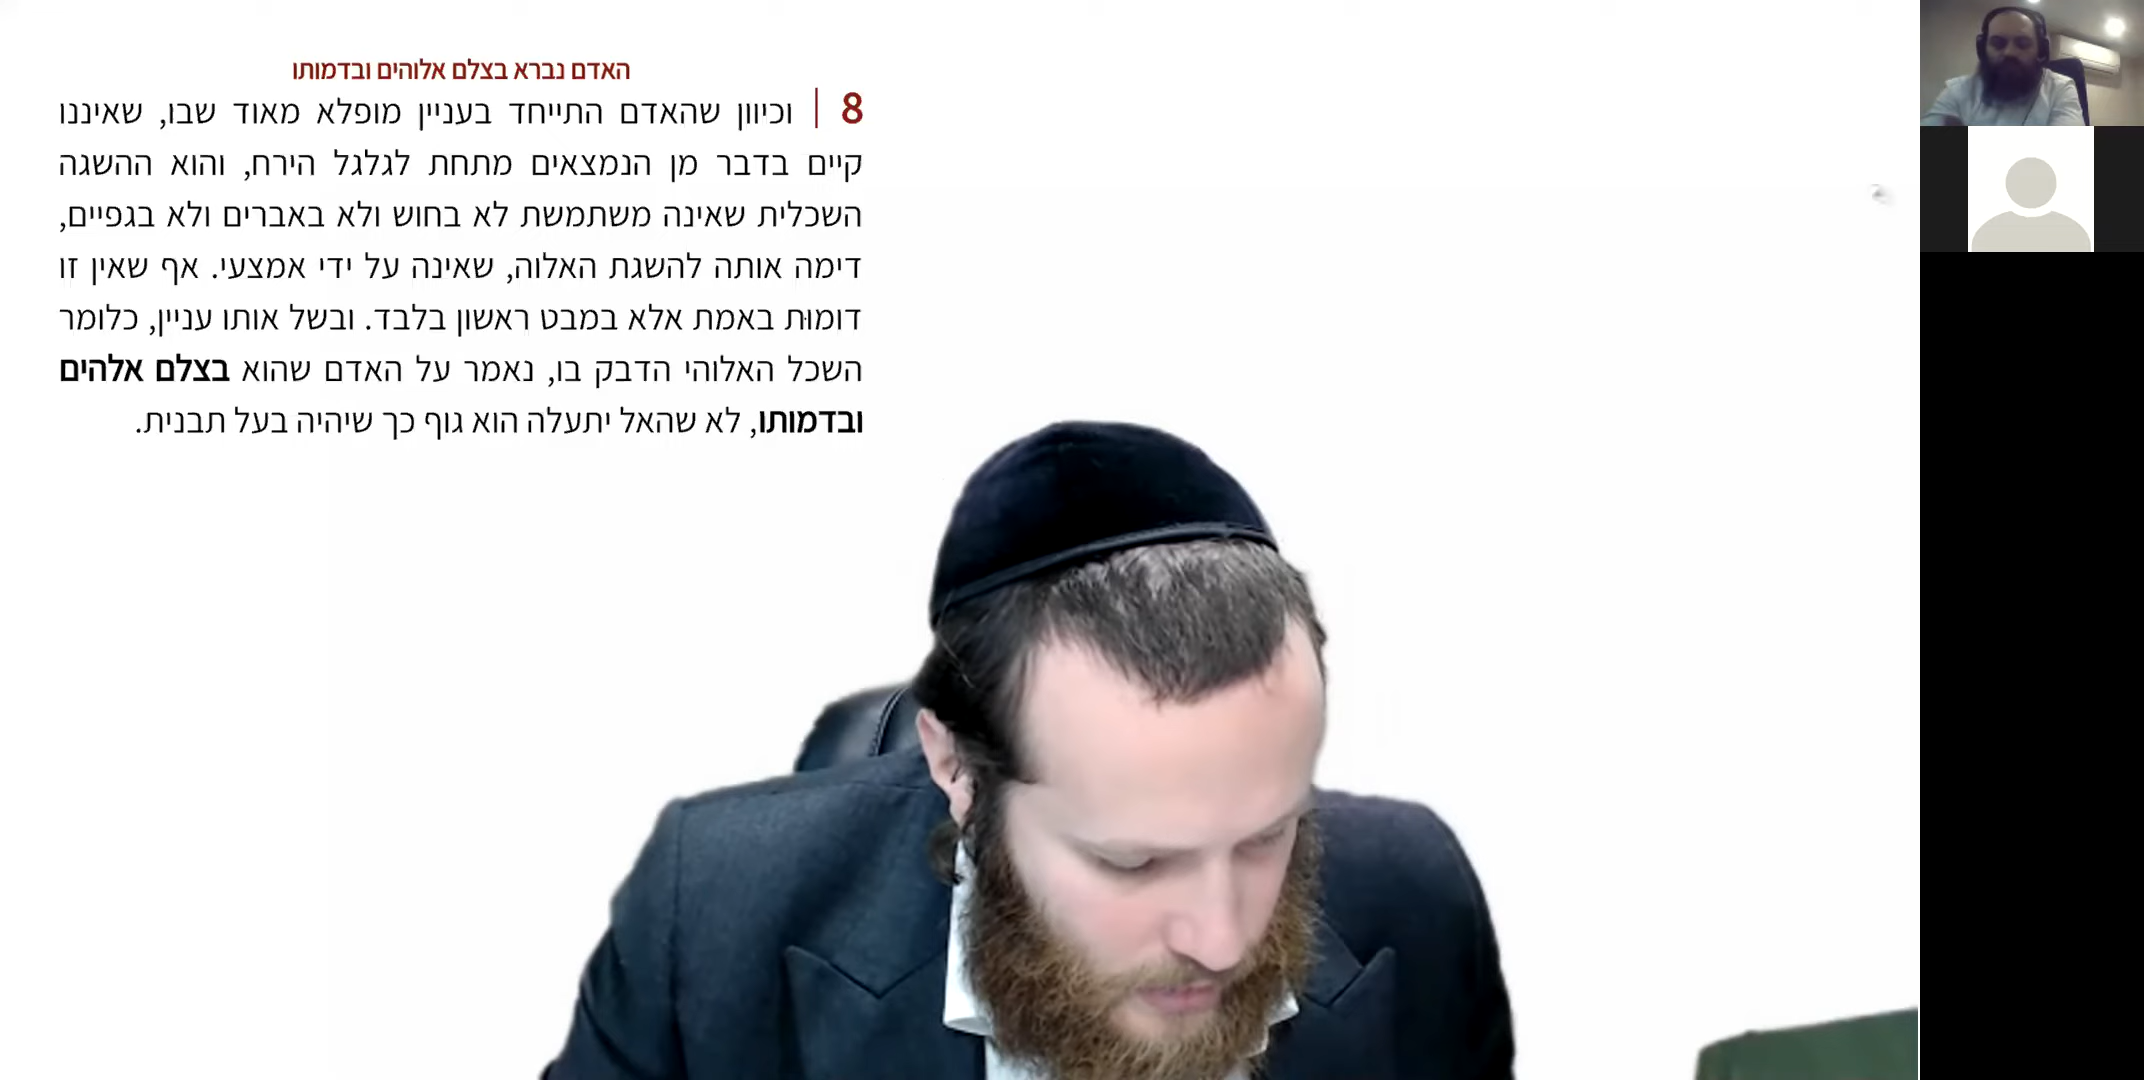 האדם נברא בצלם אלוהים ובדמותו
8 | וכיוון שהאדם התייחד בעניין מופלא מאוד שבו, שאיננו
קיים בדבר מן הנמצאים מתחת לגלגל הירח, והוא ההשגה
השכלית שאינה משתמשת לא בחוש ולא באברים ולא בגפיים,
דימה אותה להשגת האלוה, שאינה על ידי אמצעי. אף שאין זו
דומות באמת אלא במבט ראשון בלבד. ובשל אותו עניין, כלומר
השכל האלוהי הדבק בו, נאמר על האדם שהוא בצלם אלהים
ובדמותו, לא שהאל יתעלה הוא גוף כך שיהיה בעל תבנית.